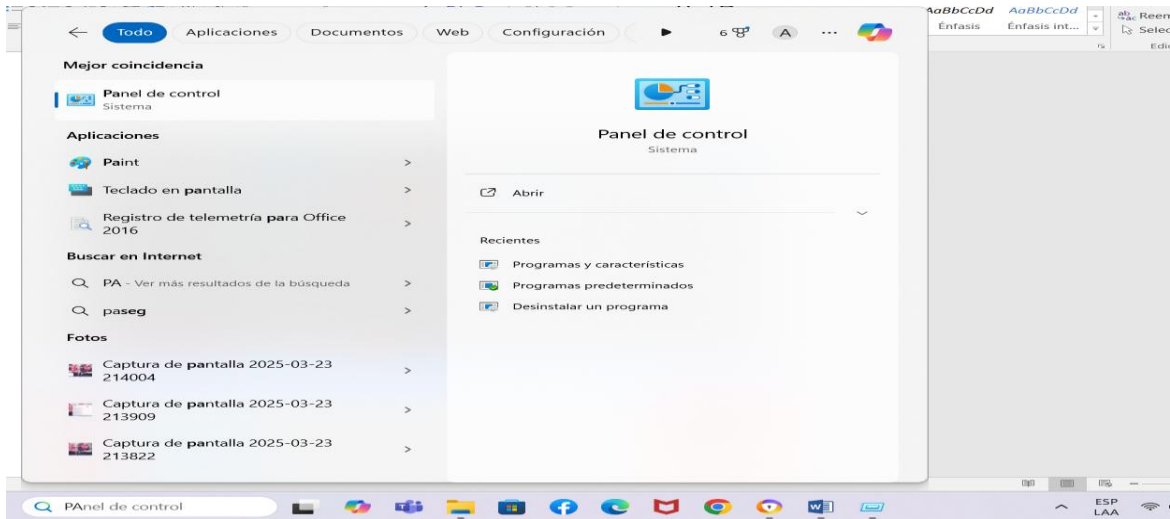 Todo Aplicaciones Documentos Web Configuración 6 A ...
Mejor coincidencia
Panel de control
Sistema
Aplicaciones
Paint
Teclado en pantalla
Registro de telemetría para Office
2016
Buscar en Internet
PA - Ver más resultados de la búsqueda
paseg
Fotos
Captura de pantalla 2025-03-23
214004
Captura de pantalla 2025-03-23
213909
Captura de pantalla 2025-03-23
213822
Panel de control
Sistema
Abrir
Recientes
Programas y características
Programas predeterminados
Desinstalar un programa
AaBbCcDd AaBbCcDd
Énfasis Énfasis int...
Reem
Selec
Edi
PAnel de control
ESP
LAA